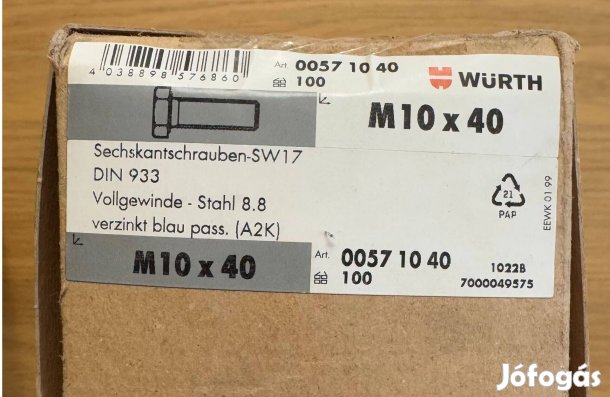 4 038898 576860
Art. 0057 10 40
100
WÜRTH
M10 x 40
Sechskantschrauben-SW17
DIN 933
Vollgewinde - Stahl 8.8
verzinkt blau pass. (A2K)
21
PAP
EEWK 01 99
M10 x 40
Art. 0057 10 40
100
1022B
7000049575
Jófogás